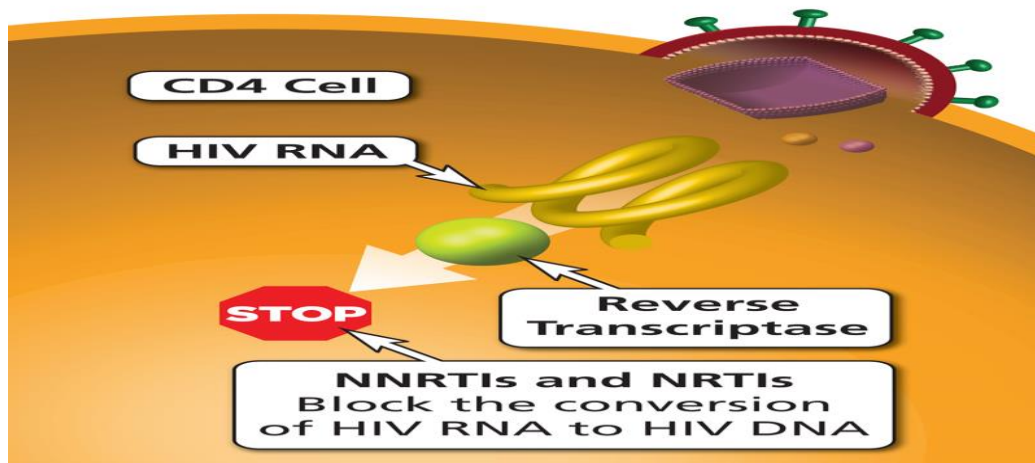 CD4 Cell
HIV RNA
STOP
Reverse
Transcriptase
NNRTIs and NRTIs
Block the conversion
of HIV RNA to HIV DNA